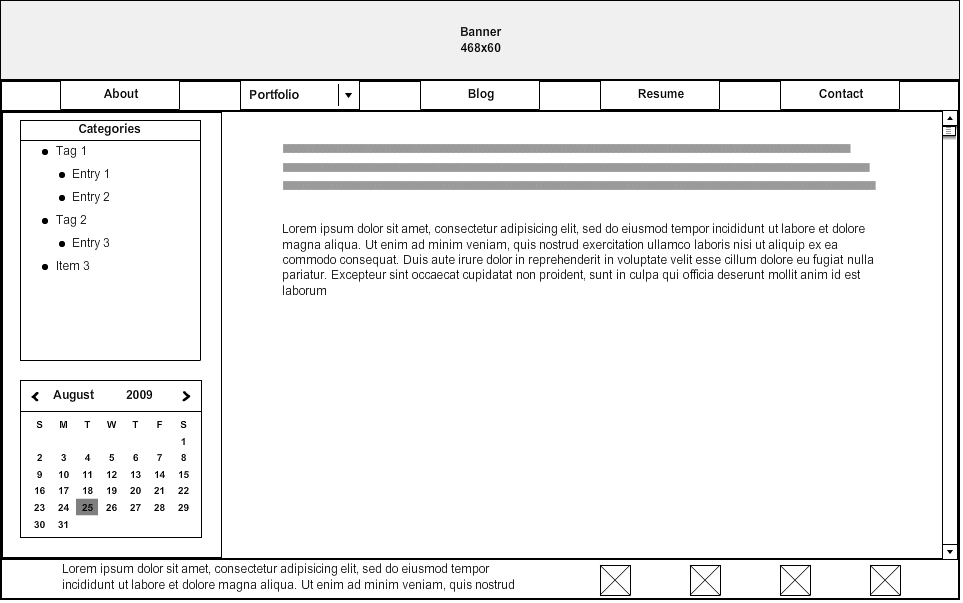 Banner
468x60
About
Portfolio
Blog
Resume
Contact
Categories
Tag 1
Entry 1
Entry 2
Tag 2
Entry 3
Item 3
August 2009
S M T W T F S
1
2 3 4 5 6 7 8
9 10 11 12 13 14 15
16 17 18 19 20 21 22
23 24 25 26 27 28 29
30 31
Lorem ipsum dolor sit amet, consectetur adipisicing elit, sed do eiusmod tempor incididunt ut labore et dolore
magna aliqua. Ut enim ad minim veniam, quis nostrud exercitation ullamco laboris nisi ut aliquip ex ea
commodo consequat. Duis aute irure dolor in reprehenderit in voluptate velit esse cillum dolore eu fugiat nulla
pariatur. Excepteur sint occaecat cupidatat non proident, sunt in culpa qui officia deserunt mollit anim id est
laborum
Lorem ipsum dolor sit amet, consectetur adipisicing elit, sed do eiusmod tempor
incididunt ut labore et dolore magna aliqua. Ut enim ad minim veniam, quis nostrud